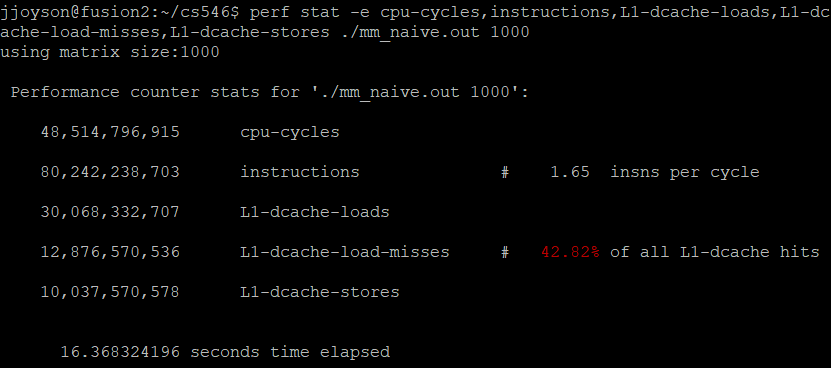 jjoyson@fusion2:~/cs546$ perf stat -e cpu-cycles,instructions,L1-dcache-loads,L1-dc
ache-load-misses,L1-dcache-stores ./mm_naive.out 1000
using matrix size:1000
Performance counter stats for './mm_naive.out 1000':
48,514,796,915 cpu-cycles
80,242,238,703 instructions # 1.65 insns per cycle
30,068,332,707 L1-dcache-loads
12,876,570,536 L1-dcache-load-misses # 42.82% of all L1-dcache hits
10,037,570,578 L1-dcache-stores
16.368324196 seconds time elapsed